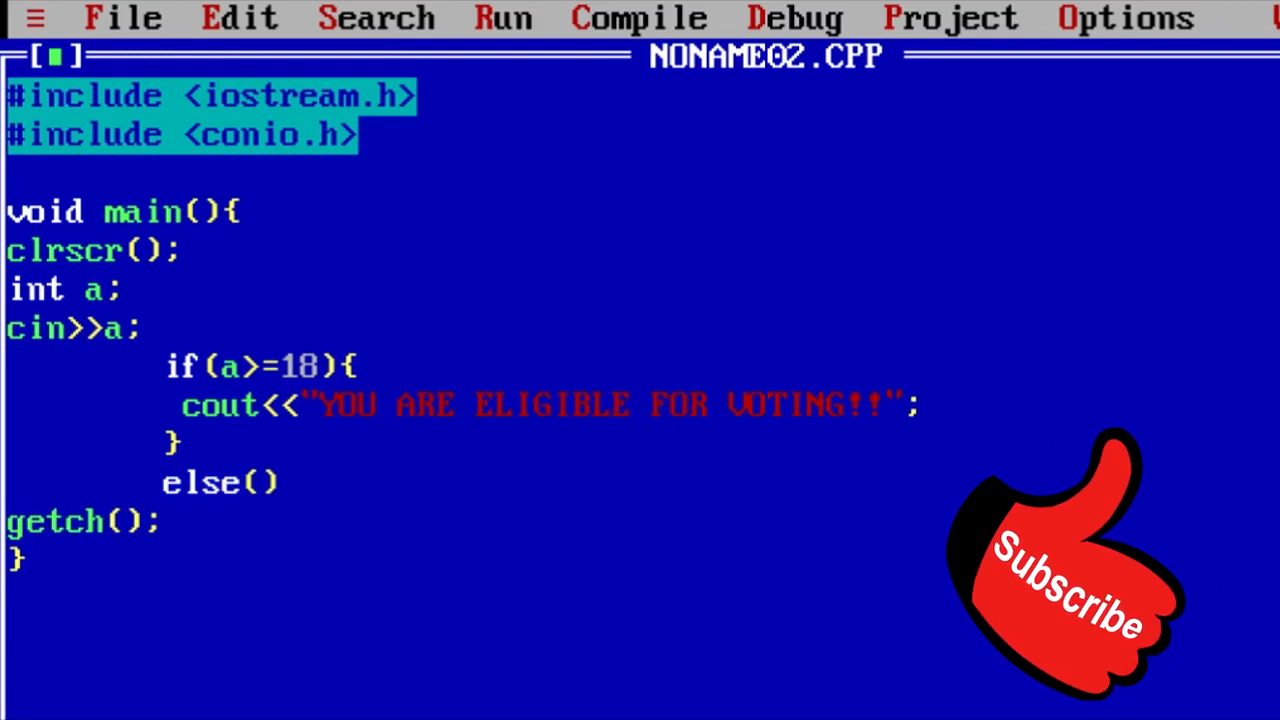 ≡ File Edit Search Run Compile Debug Project Options
[■] NONAME02.CPP
#include <iostream.h>
#include <conio.h>
void main(){
clrscr();
int a;
cin>>a;
if(a>=18){
cout<<"YOU ARE ELIGIBLE FOR VOTING!!";
}
else()
getch();
}
Subscribe